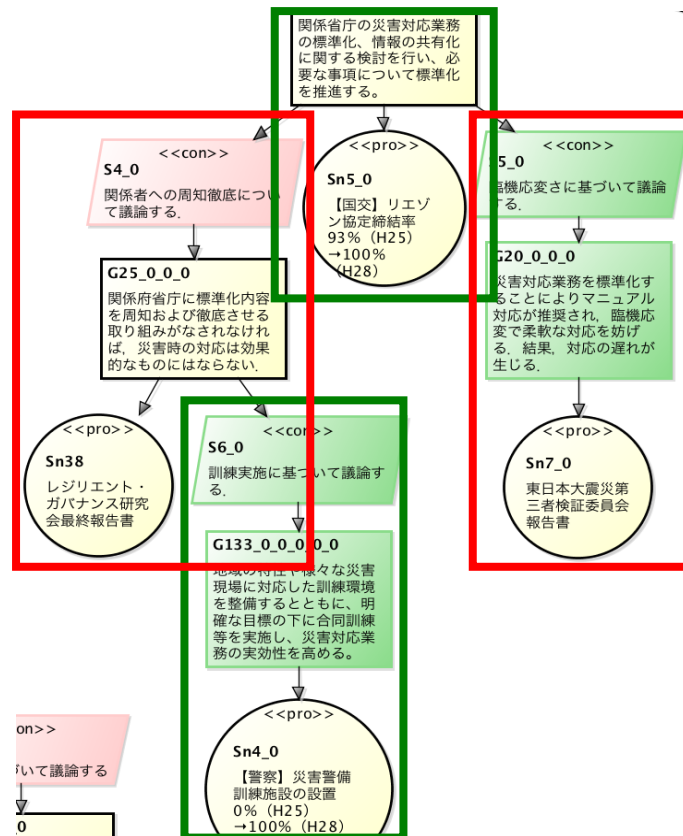 関係省庁の災害対応業務
の標準化、情報の共有化
に関する検討を行い、必
要な事項について標準化
を推進する。
<<con>>
S4_0
関係者への周知徹底につい
て議論する.
G25_0_0_0
関係府省庁に標準化内容
を周知および徹底させる
取り組みがなされなけれ
ば，災害時の対応は効果
的なものにはならない.
<<pro>>
Sn38
レジリエント・
ガバナンス研究
会最終報告書
<<pro>>
Sn5_0
【国交】リエゾ
ン協定締結率
93%（H25）
→100%
（H28）
<<con>>
S5_0
臨機応変さに基づいて議論
する.
G20_0_0_0
災害対応業務を標準化す
ることによりマニュアル
対応が推奨され，臨機応
変で柔軟な対応を妨げ
る．結果，対応の遅れが
生じる.
<<pro>>
Sn7_0
東日本大震災第
三者検証委員会
報告書
<<con>>
S6_0
訓練実施に基づいて議論す
る.
G133_0_0_0_0_0
地域の特性や様々な災害
現場に対応した訓練環境
を整備するとともに、明
確な目標の下に合同訓練
等を実施し、災害対応業
務の実効性を高める。
<<pro>>
Sn4_0
【警察】災害警備
訓練施設の設置
0%（H25）
→100%（H28）
on>>
づいて議論する
0